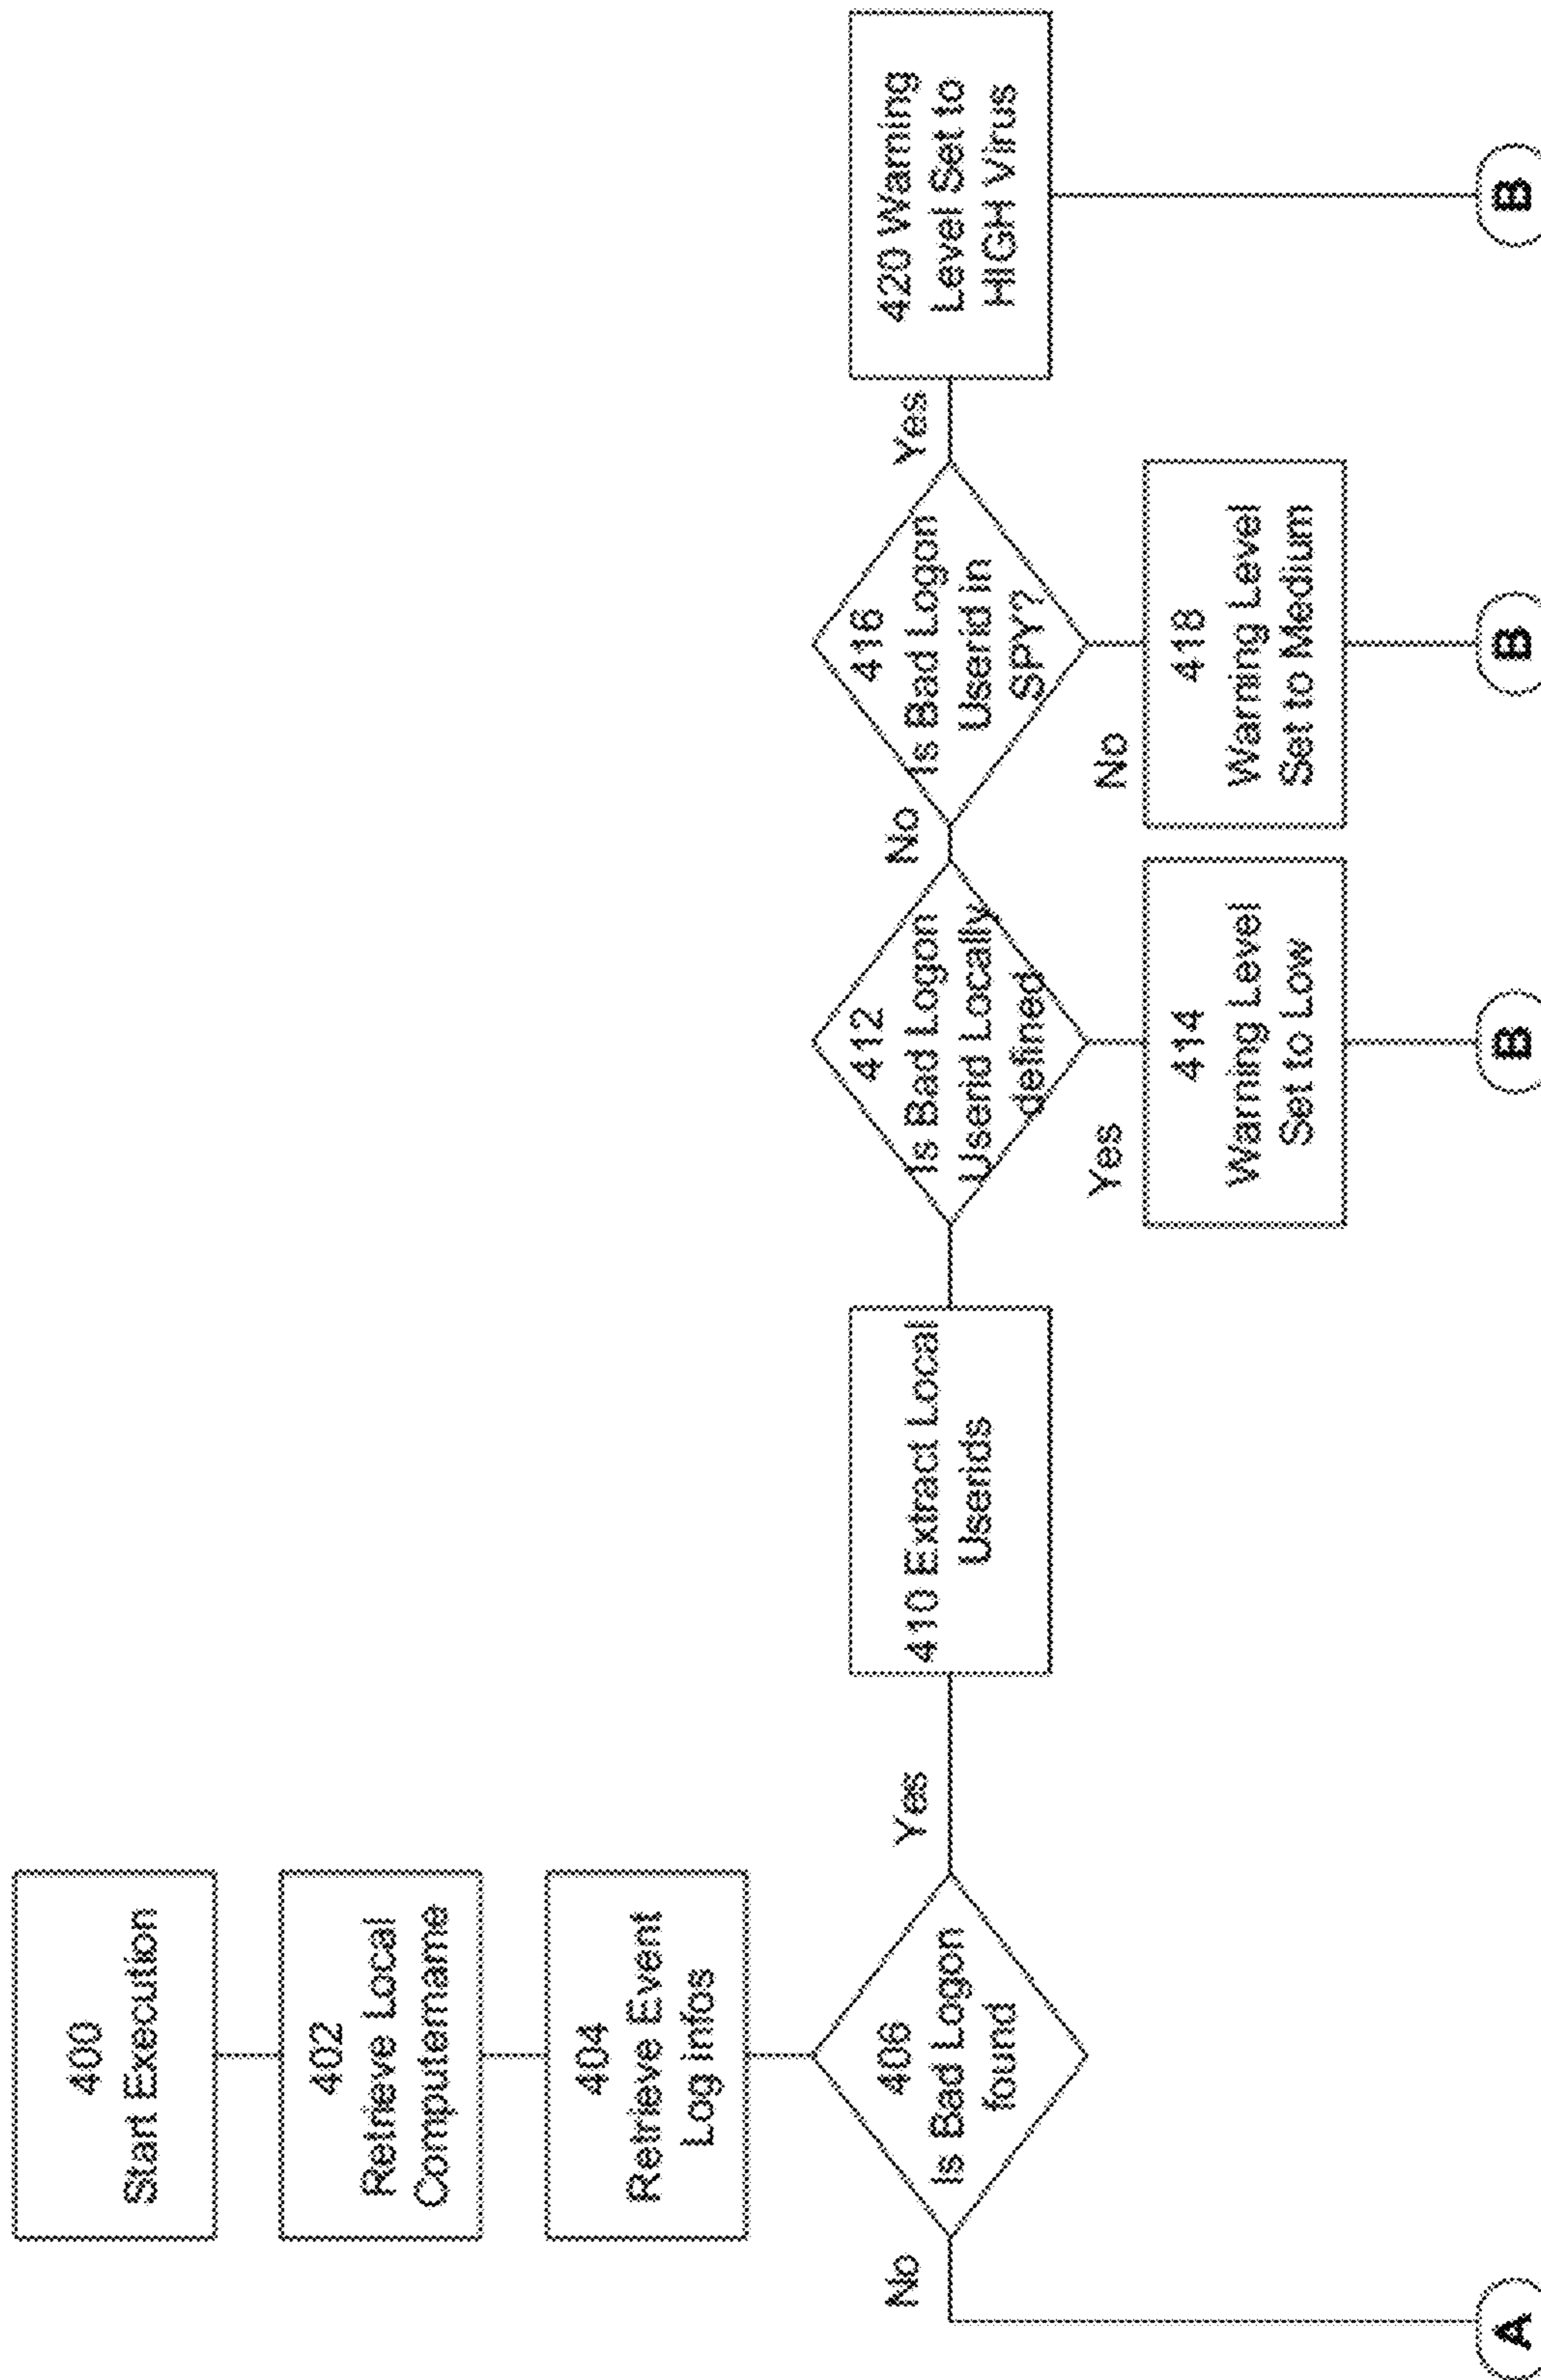 400
Start Execution
402
Retrieve Local
Computername
404
Retrieve Event
Log infos
406
Is Bad Logon
found
No
Yes
410 Extract Local
Userids
412
Is Bad Logon
Userid Locally
defined
Yes
No
414
Warning Level
Set to Low
416
Is Bad Logon
Userid in
SPY?
No
Yes
418
Warning Level
Set to Medium
420 Warning
Level Set to
HIGH Virus
A
B
B
B